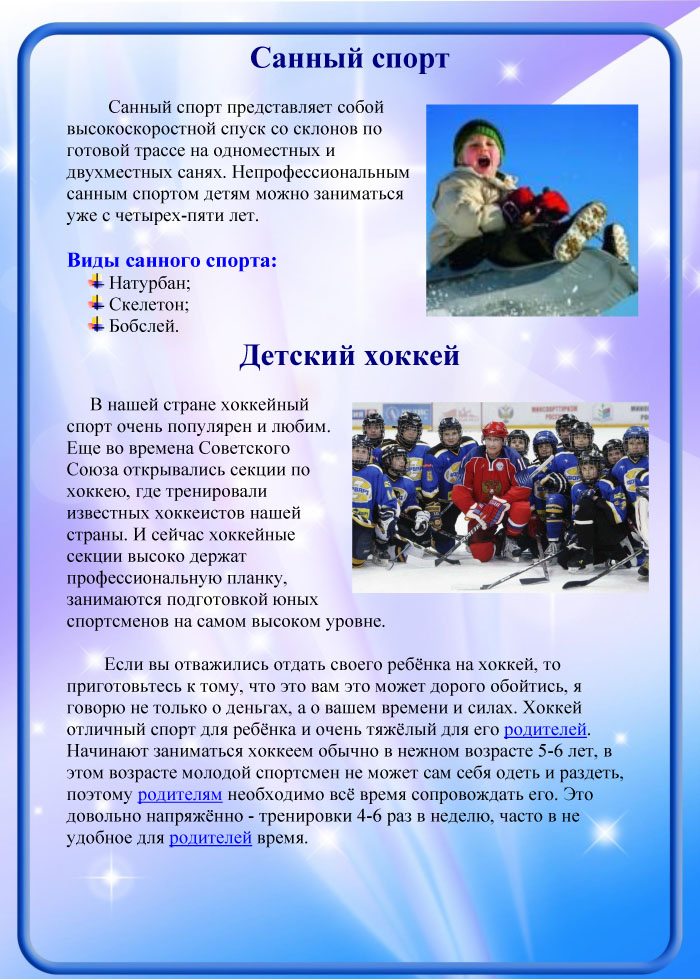 Санный спорт
Санный спорт представляет собой
высокоскоростной спуск со склонов по
готовой трассе на одноместных и
двухместных санях. Непрофессиональным
санным спортом детям можно заниматься
уже с четырех-пяти лет.
Виды санного спорта:
Натурбан;
Скелетон;
Бобслей.
Детский хоккей
В нашей стране хоккейный
спорт очень популярен и любим.
Еще во времена Советского
Союза открывались секции по
хоккею, где тренировали
известных хоккеистов нашей
страны. И сейчас хоккейные
секции высоко держат
профессиональную планку,
занимаются подготовкой юных
спортсменов на самом высоком уровне.
Если вы отважились отдать своего ребёнка на хоккей, то
приготовьтесь к тому, что это вам это может дорого обойтись, я
говорю не только о деньгах, а о вашем времени и силах. Хоккей
отличный спорт для ребёнка и очень тяжёлый для его родителей.
Начинают заниматься хоккеем обычно в нежном возрасте 5-6 лет, в
этом возрасте молодой спортсмен не может сам себя одеть и раздеть,
поэтому родителям необходимо всё время сопровождать его. Это
довольно напряжённо - тренировки 4-6 раз в неделю, часто в не
удобное для родителей время.